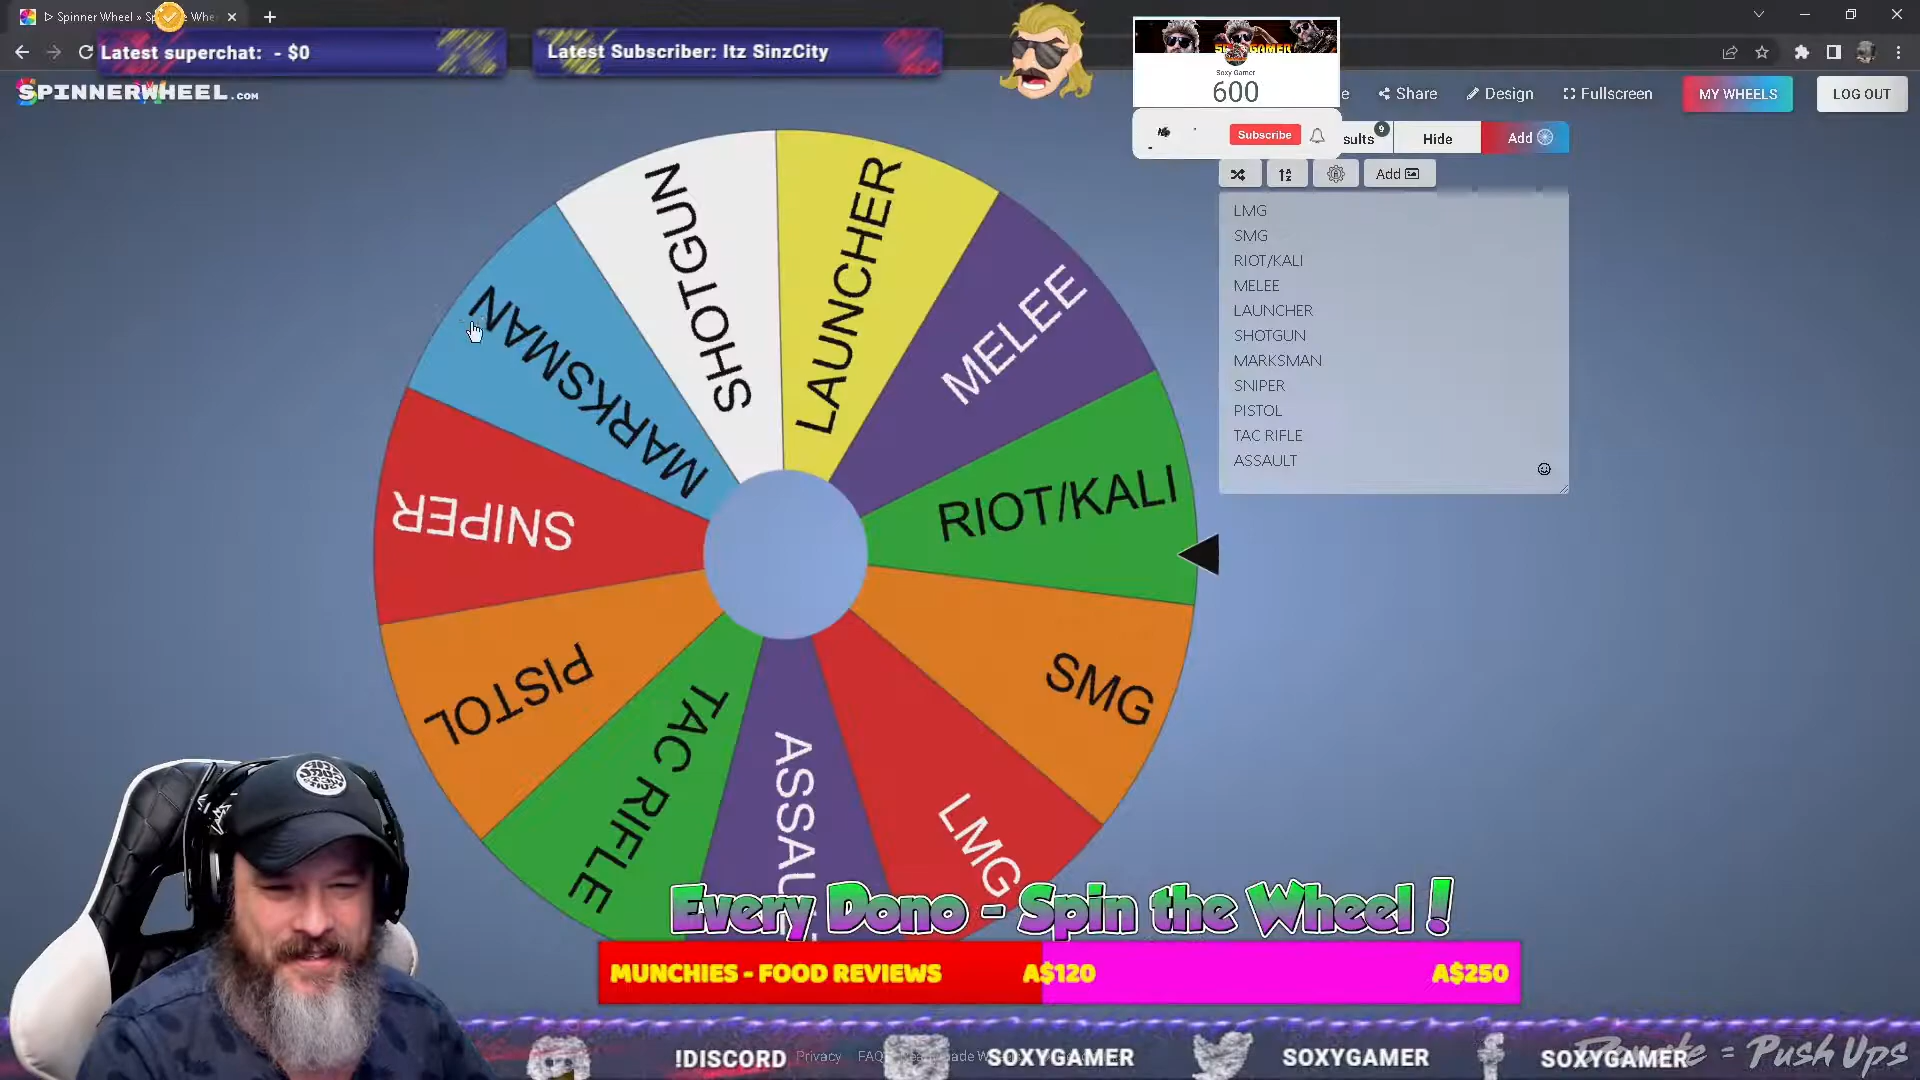 Spinner Wheel »
Latest superchat: - $0
Latest Subscriber: Itz SinzCity
SPINNERWHEEL.COM
Soxy Gamer
600
Subscribe
Share
Design
Fullscreen
MY WHEELS
LOG OUT
9
Hide
Add
Add
LMG
SMG
RIOT/KALI
MELEE
LAUNCHER
SHOTGUN
MARKSMAN
SNIPER
PISTOL
TAC RIFLE
ASSAULT
SHOTGUN
LAUNCHER
MELEE
RIOT/KALI
SMG
LMG
TAC RIFLE
PISTOL
SNIPER
MARKSMAN
Every Dono - Spin the Wheel !
MUNCHIES - FOOD REVIEWS A$120 A$250
!DISCORD
Privacy
SOXYGAMER
SOXYGAMER
SOXYGAMER
= Push Ups